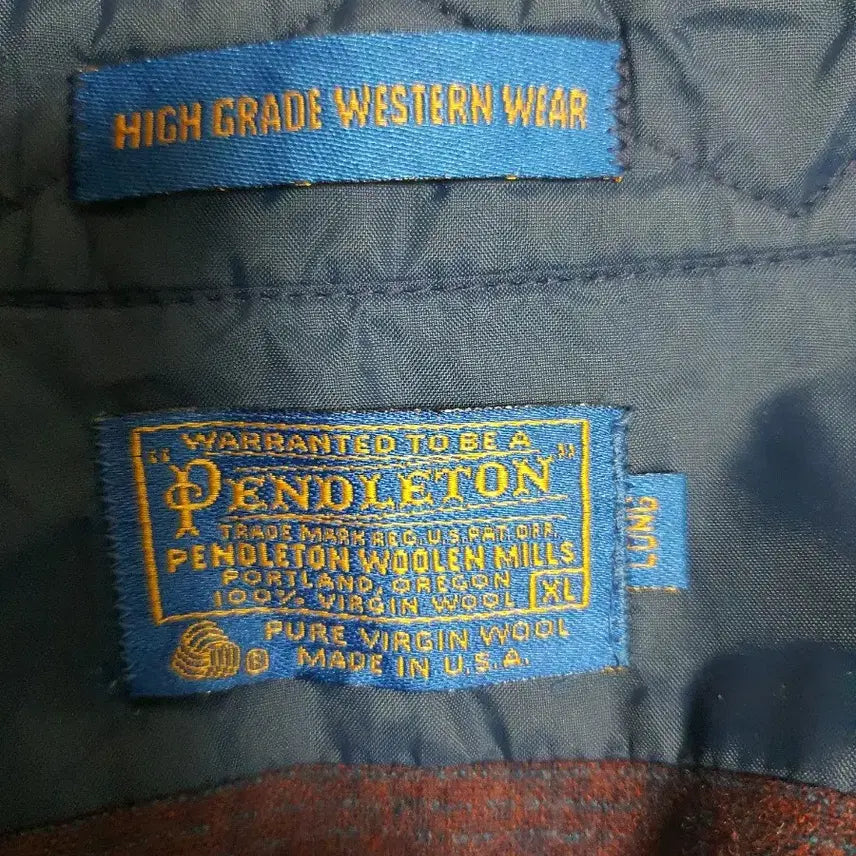 HIGH GRADE WESTERN WEAR
WARRANTED TO BE A
"PENDLETON"
TRADE MARK REG. U.S. PAT. OFF.
PENDLETON WOOLEN MILLS
PORTLAND, OREGON
100% VIRGIN WOOL XL
LONG
PURE VIRGIN WOOL
MADE IN U.S.A.